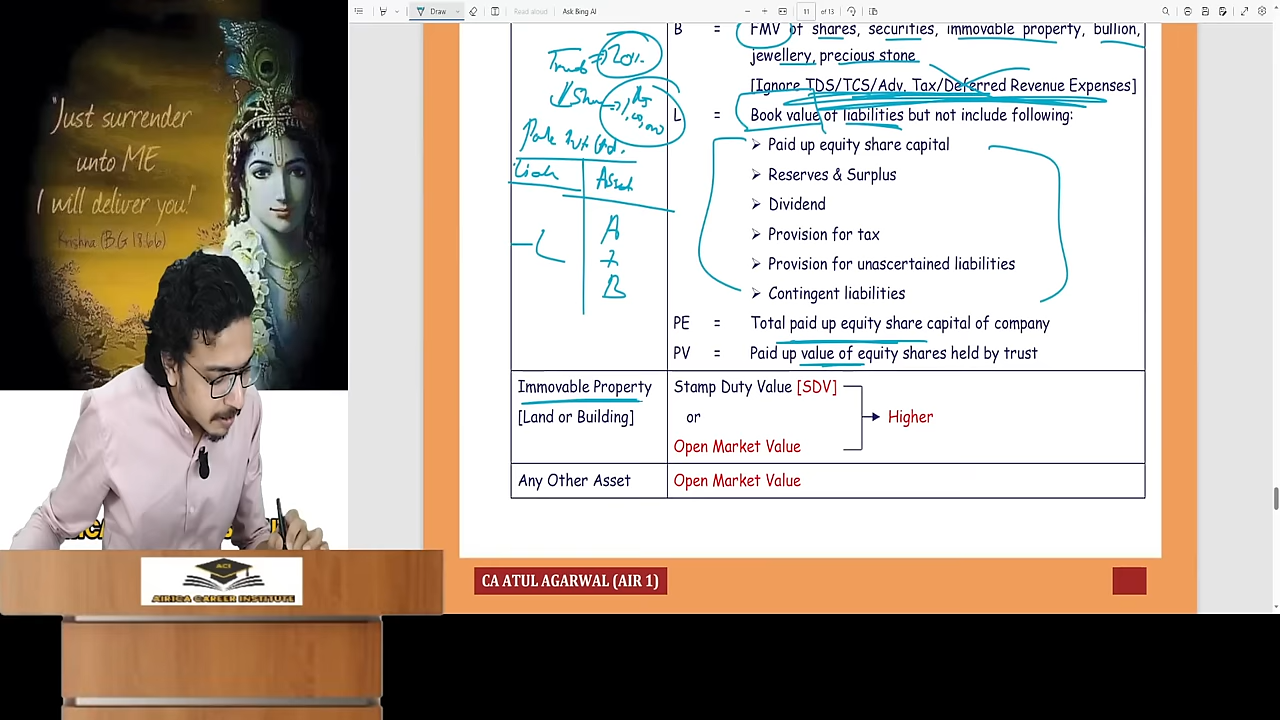 "Just surrender
unto ME
I will deliver you!"
Krishna (BG 18:66)
ACI
AIRICA CAREER INSTITUTE
Draw
Read aloud
Ask Bing AI
11 of 13
B = FMV of shares, securities, immovable property, bullion,
jewellery, precious stone
[Ignore TDS/TCS/Adv. Tax/Deferred Revenue Expenses]
L = Book value of liabilities but not include following:
➢ Paid up equity share capital
➢ Reserves & Surplus
➢ Dividend
➢ Provision for tax
➢ Provision for unascertained liabilities
➢ Contingent liabilities
PE = Total paid up equity share capital of company
PV = Paid up value of equity shares held by trust
Trust → 20%
Asset
L
A
+
B
Immovable Property
[Land or Building]
Stamp Duty Value [SDV]
or
Open Market Value
Higher
Any Other Asset
Open Market Value
CA ATUL AGARWAL (AIR 1)